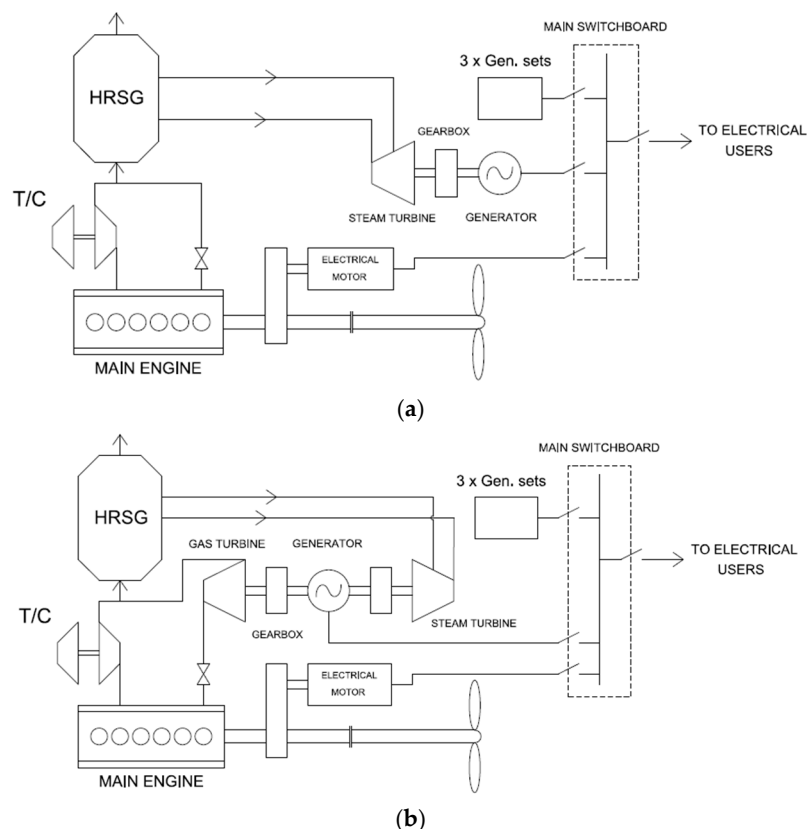 MAIN SWITCHBOARD
HRSG
3 x Gen. sets
GEARBOX
TO ELECTRICAL
USERS
T/C
STEAM TURBINE
GENERATOR
ELECTRICAL
MOTOR
MAIN ENGINE
(a)
MAIN SWITCHBOARD
HRSG
3 x Gen. sets
GAS TURBINE
GENERATOR
TO ELECTRICAL
USERS
T/C
GEARBOX
STEAM TURBINE
ELECTRICAL
MOTOR
MAIN ENGINE
(b)